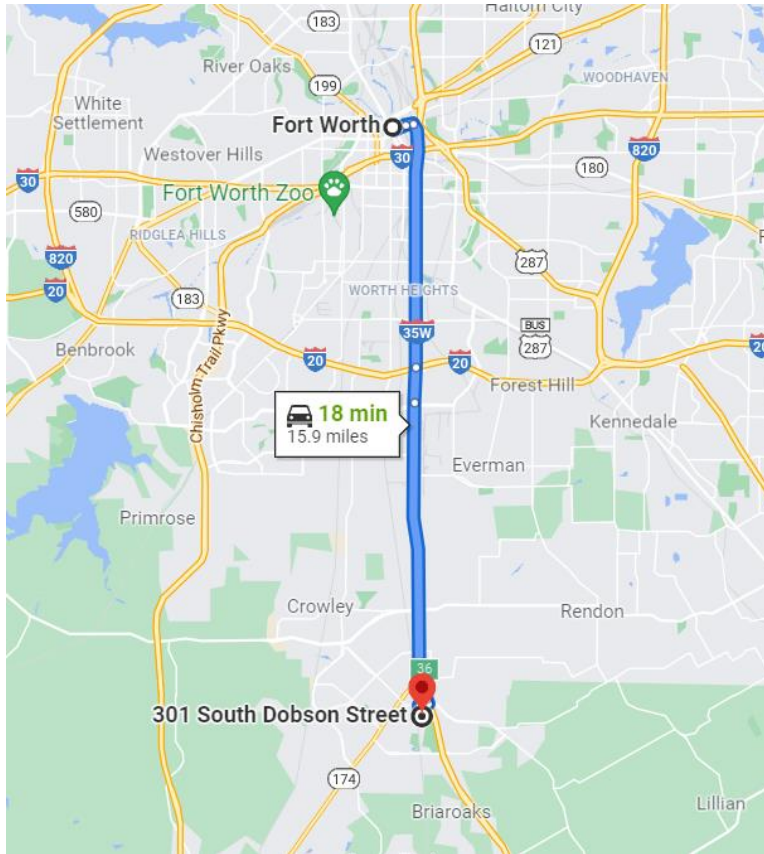 183
Haltom City
121
River Oaks
WOODHAVEN
199
White
Settlement
Fort Worth
820
Westover Hills
30
180
30
Fort Worth Zoo
580
RIDGLEA HILLS
287
820
20
183
WORTH HEIGHTS
BUS
287
35W
Benbrook
20
20
20
Chisholm Trail Pkwy
Forest Hill
18 min
15.9 miles
Kennedale
Everman
Primrose
Crowley
Rendon
36
301 South Dobson Street
174
Briaroaks
Lillian